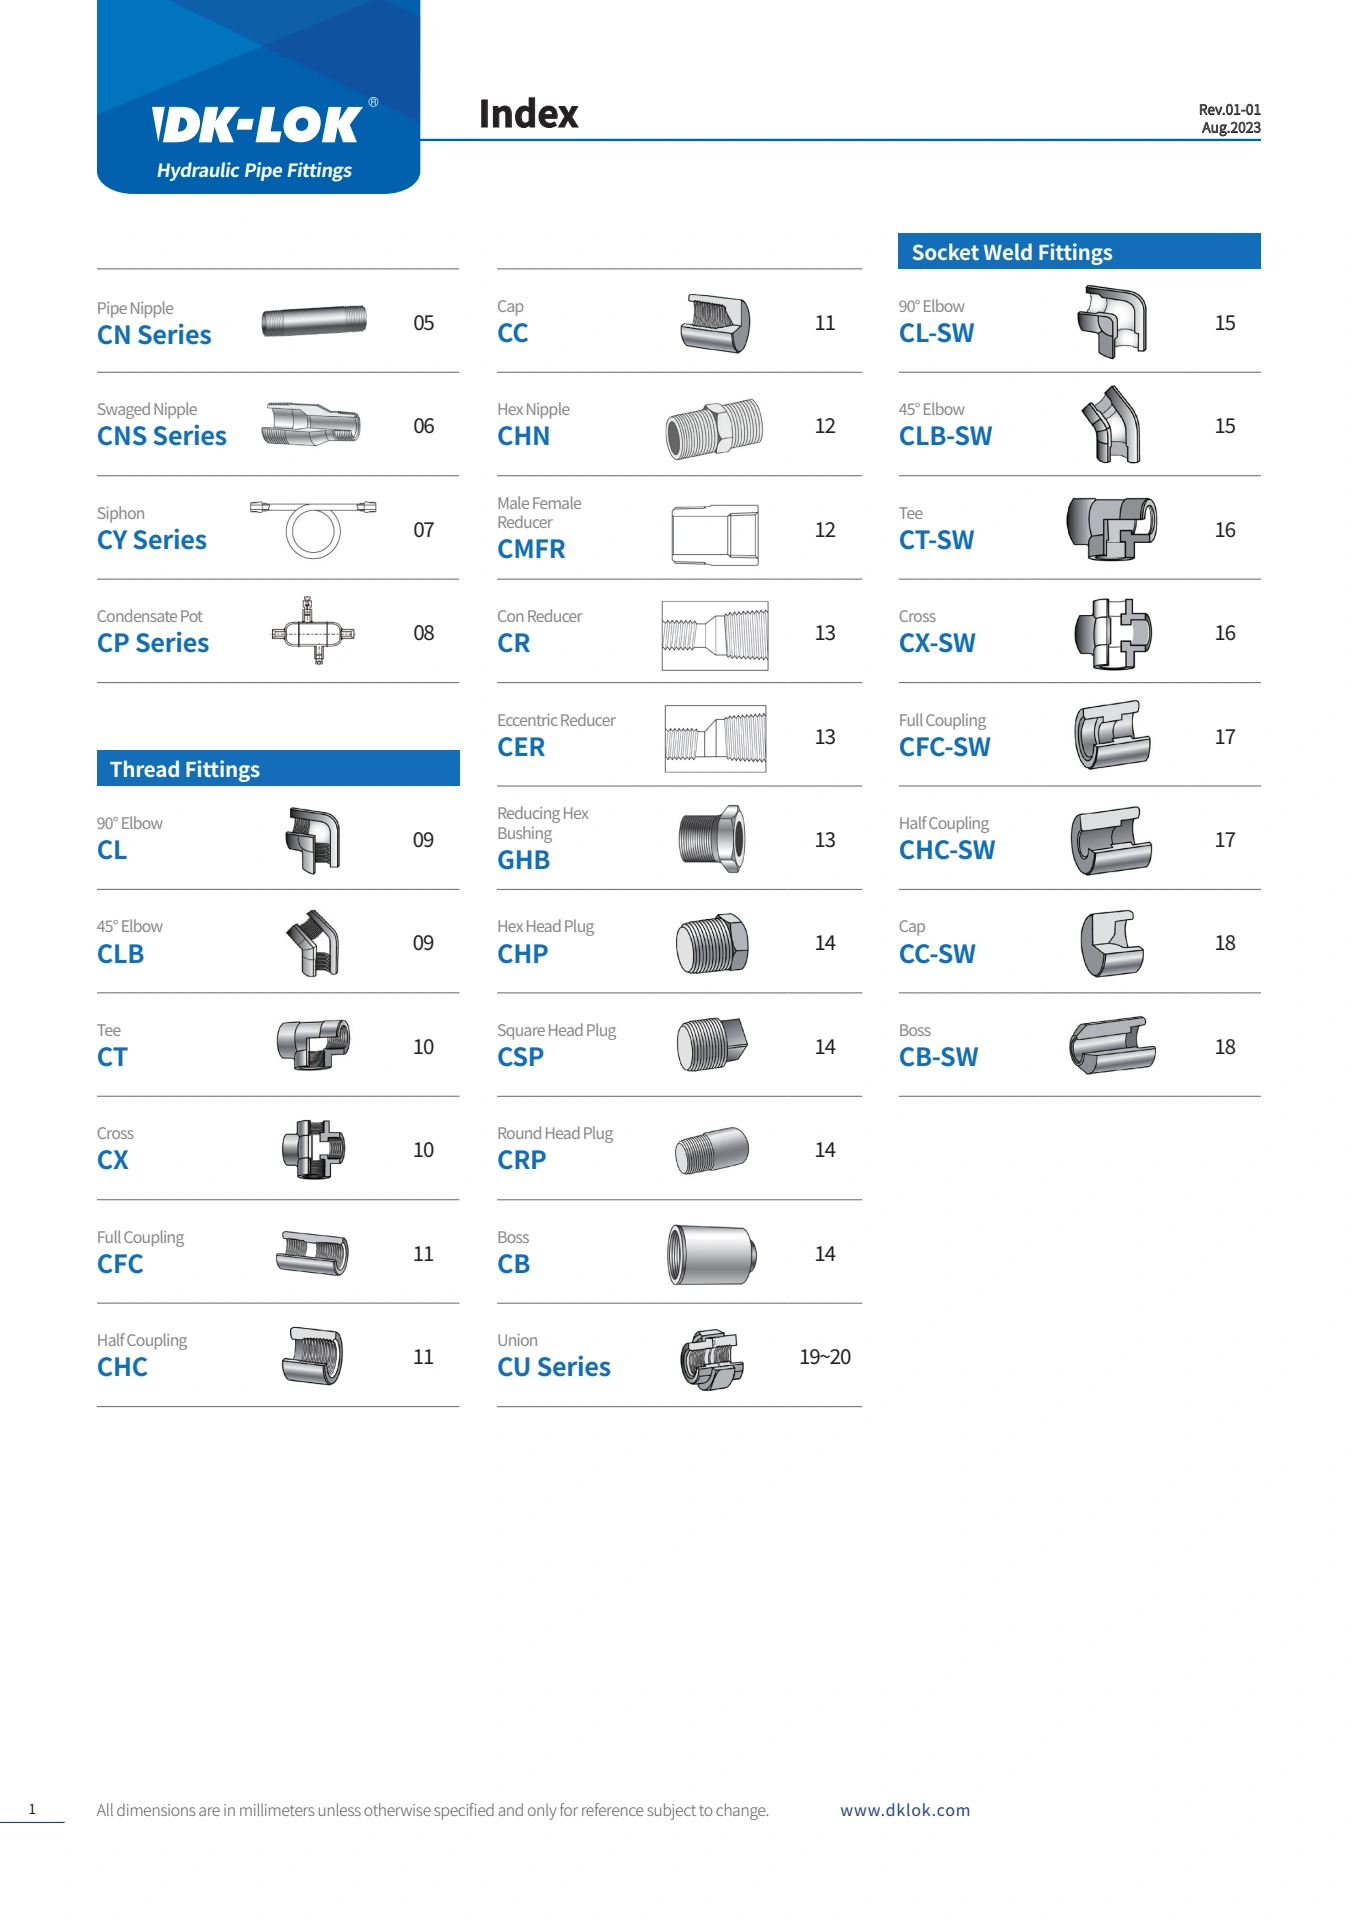 DK-LOK®
Hydraulic Pipe Fittings
Index
Rev.01-01
Aug.2023
Pipe Nipple
CN Series
05
Swaged Nipple
CNS Series
06
Siphon
CY Series
07
Condensate Pot
CP Series
08
Thread Fittings
90° Elbow
CL
09
45° Elbow
CLB
09
Tee
CT
10
Cross
CX
10
Full Coupling
CFC
11
Half Coupling
CHC
11
Cap
CC
11
Hex Nipple
CHN
12
Male Female
Reducer
CMFR
12
Con Reducer
CR
13
Eccentric Reducer
CER
13
Reducing Hex
Bushing
GHB
13
Hex Head Plug
CHP
14
Square Head Plug
CSP
14
Round Head Plug
CRP
14
Boss
CB
14
Union
CU Series
19~20
Socket Weld Fittings
90° Elbow
CL-SW
15
45° Elbow
CLB-SW
15
Tee
CT-SW
16
Cross
CX-SW
16
Full Coupling
CFC-SW
17
Half Coupling
CHC-SW
17
Cap
CC-SW
18
Boss
CB-SW
18
1
All dimensions are in millimeters unless otherwise specified and only for reference subject to change.
www.dklok.com